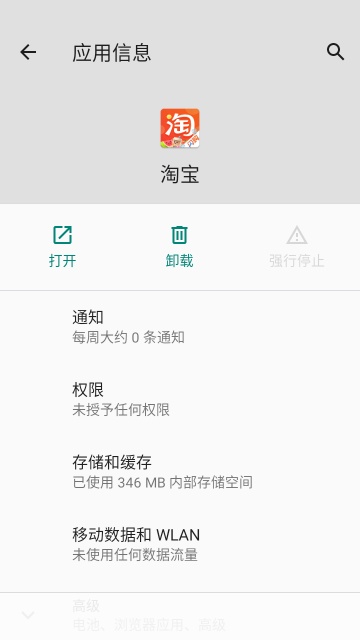 应用信息
淘
淘宝
打开
卸载
强行停止
通知
每周大约 0 条通知
权限
未授予任何权限
存储和缓存
已使用 346 MB 内部存储空间
移动数据和 WLAN
未使用任何数据流量
高级
电池、浏览器应用、高级